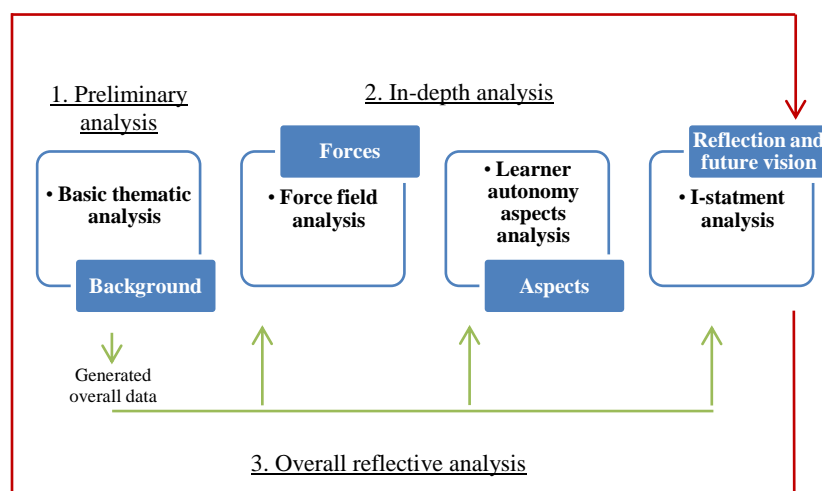 1. Preliminary
analysis
2. In-depth analysis
• Basic thematic
analysis
Background
Forces
• Force field
analysis
• Learner
autonomy
aspects
analysis
Aspects
Reflection and
future vision
• I-statment
analysis
Generated
overall data
3. Overall reflective analysis